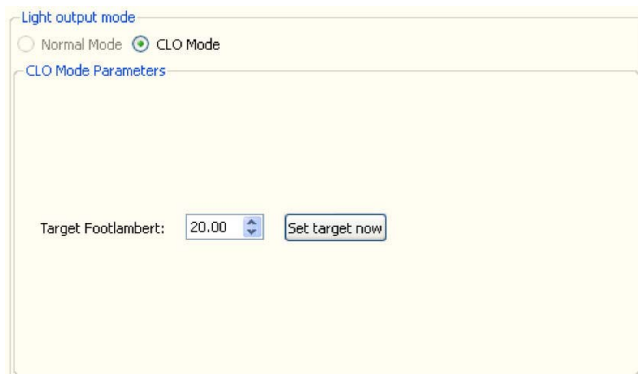 Light output mode
Normal Mode CLO Mode
CLO Mode Parameters
Target Footlambert: 20.00 Set target now